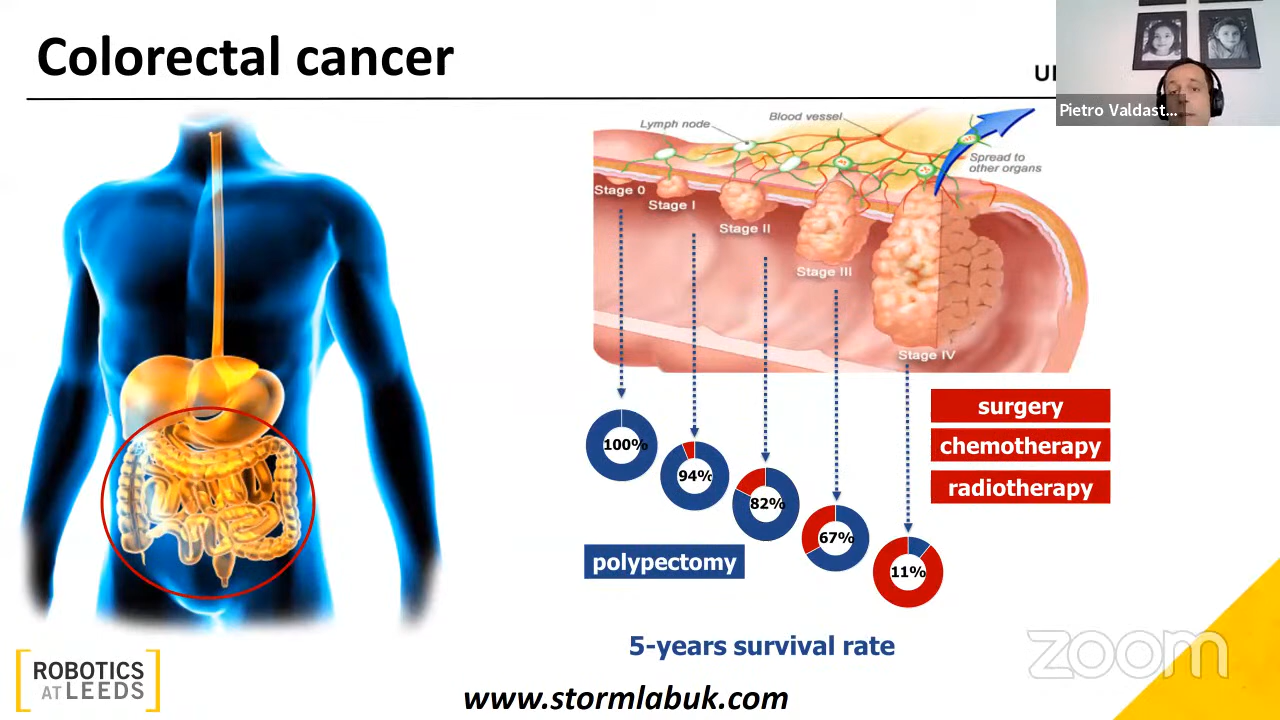 Colorectal cancer
Pietro Valdast...
Lymph node
Blood vessel
Spread to
other organs
Stage 0
Stage I
Stage II
Stage III
Stage IV
surgery
chemotherapy
radiotherapy
100%
94%
82%
67%
11%
polypectomy
5-years survival rate
ROBOTICS
AT LEEDS
www.stormlabuk.com
zoom